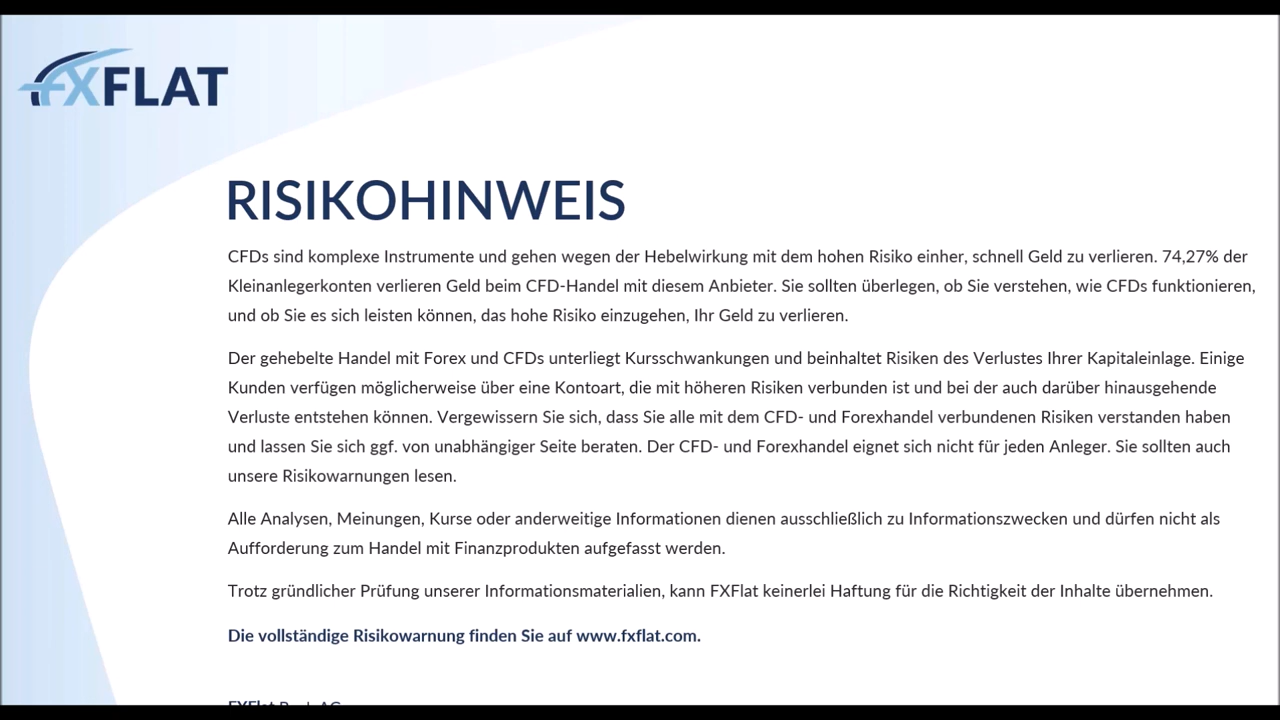 FXFLAT
RISIKOHINWEIS
CFDs sind komplexe Instrumente und gehen wegen der Hebelwirkung mit dem hohen Risiko einher, schnell Geld zu verlieren. 74,27% der
Kleinanlegerkonten verlieren Geld beim CFD-Handel mit diesem Anbieter. Sie sollten überlegen, ob Sie verstehen, wie CFDs funktionieren,
und ob Sie es sich leisten können, das hohe Risiko einzugehen, Ihr Geld zu verlieren.
Der gehebelte Handel mit Forex und CFDs unterliegt Kursschwankungen und beinhaltet Risiken des Verlustes Ihrer Kapitaleinlage. Einige
Kunden verfügen möglicherweise über eine Kontoart, die mit höheren Risiken verbunden ist und bei der auch darüber hinausgehende
Verluste entstehen können. Vergewissern Sie sich, dass Sie alle mit dem CFD- und Forexhandel verbundenen Risiken verstanden haben
und lassen Sie sich ggf. von unabhängiger Seite beraten. Der CFD- und Forexhandel eignet sich nicht für jeden Anleger. Sie sollten auch
unsere Risikowarnungen lesen.
Alle Analysen, Meinungen, Kurse oder anderweitige Informationen dienen ausschließlich zu Informationszwecken und dürfen nicht als
Aufforderung zum Handel mit Finanzprodukten aufgefasst werden.
Trotz gründlicher Prüfung unserer Informationsmaterialien, kann FXFlat keinerlei Haftung für die Richtigkeit der Inhalte übernehmen.
Die vollständige Risikowarnung finden Sie auf www.fxflat.com.
FXFlat Bank AG